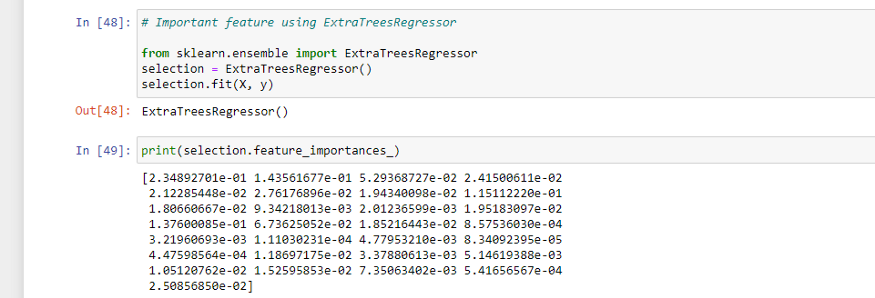 In [48]: # Important feature using ExtraTreesRegressor
from sklearn.ensemble import ExtraTreesRegressor
selection = ExtraTreesRegressor()
selection.fit(X, y)
Out[48]: ExtraTreesRegressor()
In [49]: print(selection.feature_importances_)
[2.34892701e-01 1.43561677e-01 5.29368727e-02 2.41500611e-02
2.12285448e-02 2.76176896e-02 1.94340098e-02 1.15112220e-01
1.80660667e-02 9.34218013e-03 2.01236599e-03 1.95183097e-02
1.37600085e-01 6.73625052e-02 1.85216443e-02 8.57536030e-04
3.21960693e-03 1.11030231e-04 4.77953210e-03 8.34092395e-05
4.47598564e-04 1.18697175e-02 3.37880613e-03 5.14619388e-03
1.05120762e-02 1.52595853e-02 7.35063402e-03 5.41656567e-04
2.50856850e-02]